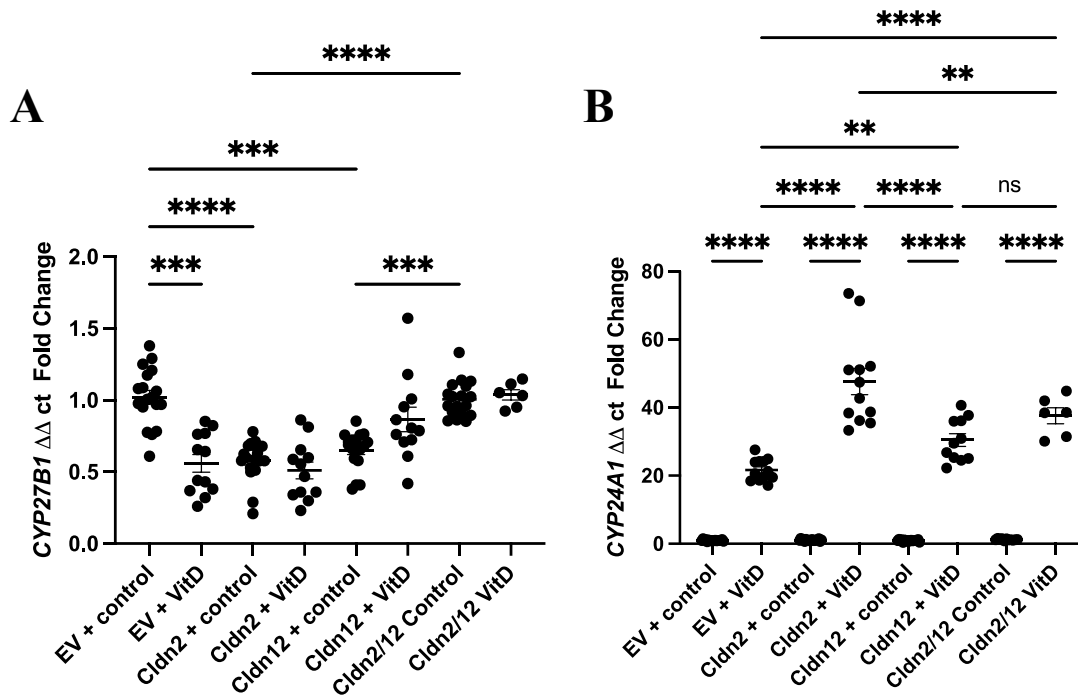 A
****
***
****
***
***
CYP27B1 ΔΔ ct Fold Change
2.0
1.5
1.0
0.5
0.0
EV + control
EV + VitD
Cldn2 + control
Cldn2 + VitD
Cldn12 + control
Cldn12 + VitD
Cldn2/12 Control
Cldn2/12 VitD
B
****
**
**
**** **** ns
**** **** **** ****
CYP24A1 ΔΔ ct Fold Change
80
60
40
20
0
EV + control
EV + VitD
Cldn2 + control
Cldn2 + VitD
Cldn12 + control
Cldn12 + VitD
Cldn2/12 Control
Cldn2/12 VitD